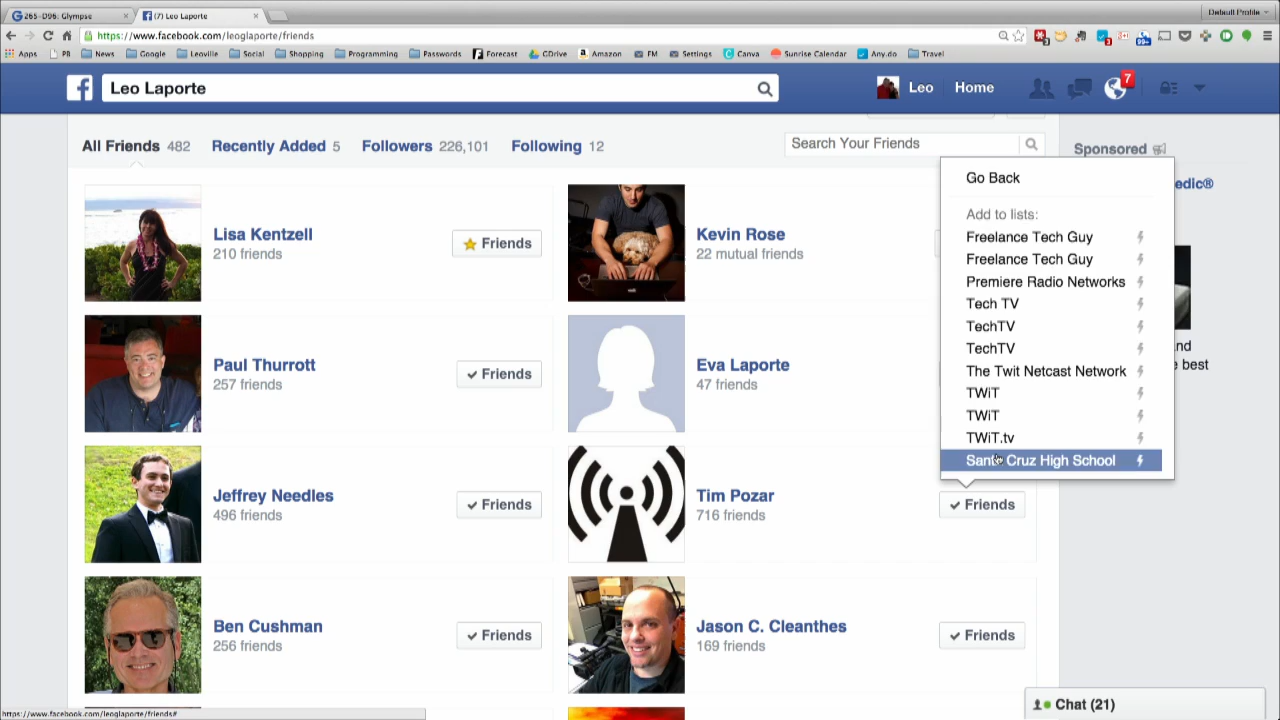 265-D96: Glympse
(7) Leo Laporte
Default Profile
https://www.facebook.com/leoglaporte/friends
Apps PB News Google Leoville Social Shopping Programming Passwords Forecast GDrive Amazon FM Settings Canva Sunrise Calendar Any.do Travel
Leo Laporte
Leo Home 7
All Friends 482 Recently Added 5 Followers 226,101 Following 12
Search Your Friends
Sponsored
edic®
Go Back
Add to lists:
Freelance Tech Guy
Freelance Tech Guy
Premiere Radio Networks
Tech TV
TechTV
TechTV
The Twit Netcast Network
TWiT
TWiT
TWiT.tv
Santa Cruz High School
nd
e best
Lisa Kentzell
210 friends
Friends
Kevin Rose
22 mutual friends
Paul Thurrott
257 friends
Friends
Eva Laporte
47 friends
Jeffrey Needles
496 friends
Friends
Tim Pozar
716 friends
Friends
Ben Cushman
256 friends
Friends
Jason C. Cleanthes
169 friends
Friends
Chat (21)
https://www.facebook.com/leoglaporte/friends#